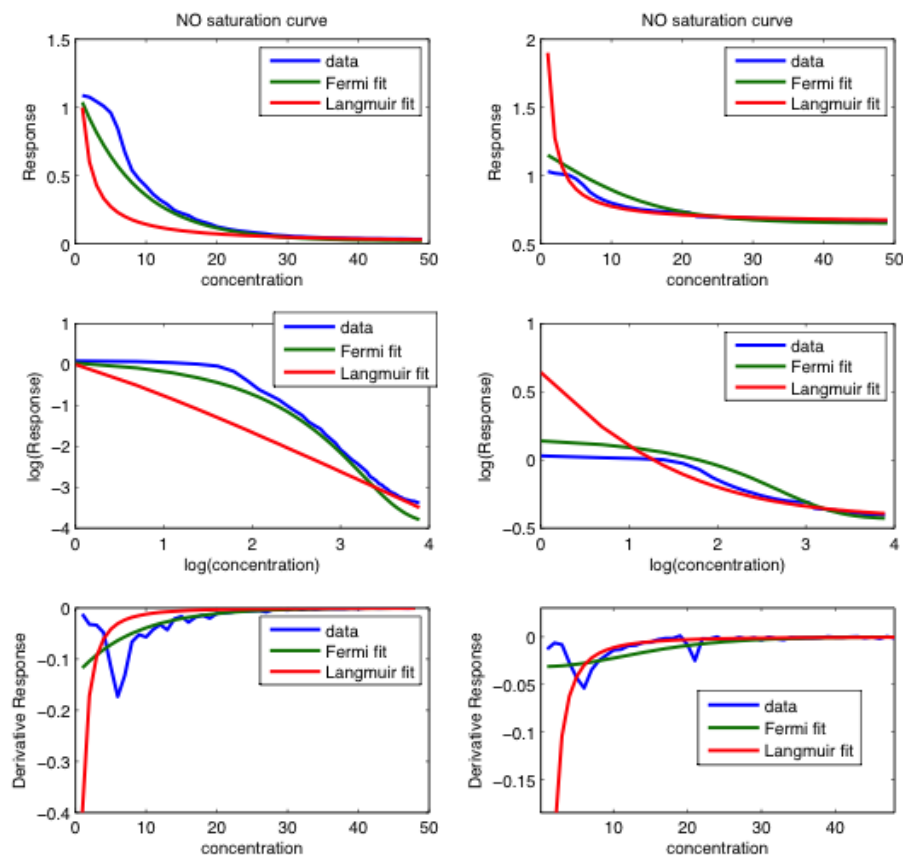 NO saturation curve
1.5
1
0.5
0
Response
data
Fermi fit
Langmuir fit
0 10 20 30 40 50
concentration
NO saturation curve
2
1.5
1
0.5
Response
data
Fermi fit
Langmuir fit
0 10 20 30 40 50
concentration
1
0
−1
−2
−3
−4
log(Response)
data
Fermi fit
Langmuir fit
0 1 2 3 4
log(concentration)
1
0.5
0
−0.5
log(Response)
data
Fermi fit
Langmuir fit
0 1 2 3 4
log(concentration)
0
−0.1
−0.2
−0.3
−0.4
Derivative Response
data
Fermi fit
Langmuir fit
0 10 20 30 40 50
concentration
0
−0.05
−0.1
−0.15
Derivative Response
data
Fermi fit
Langmuir fit
20 40
concentration